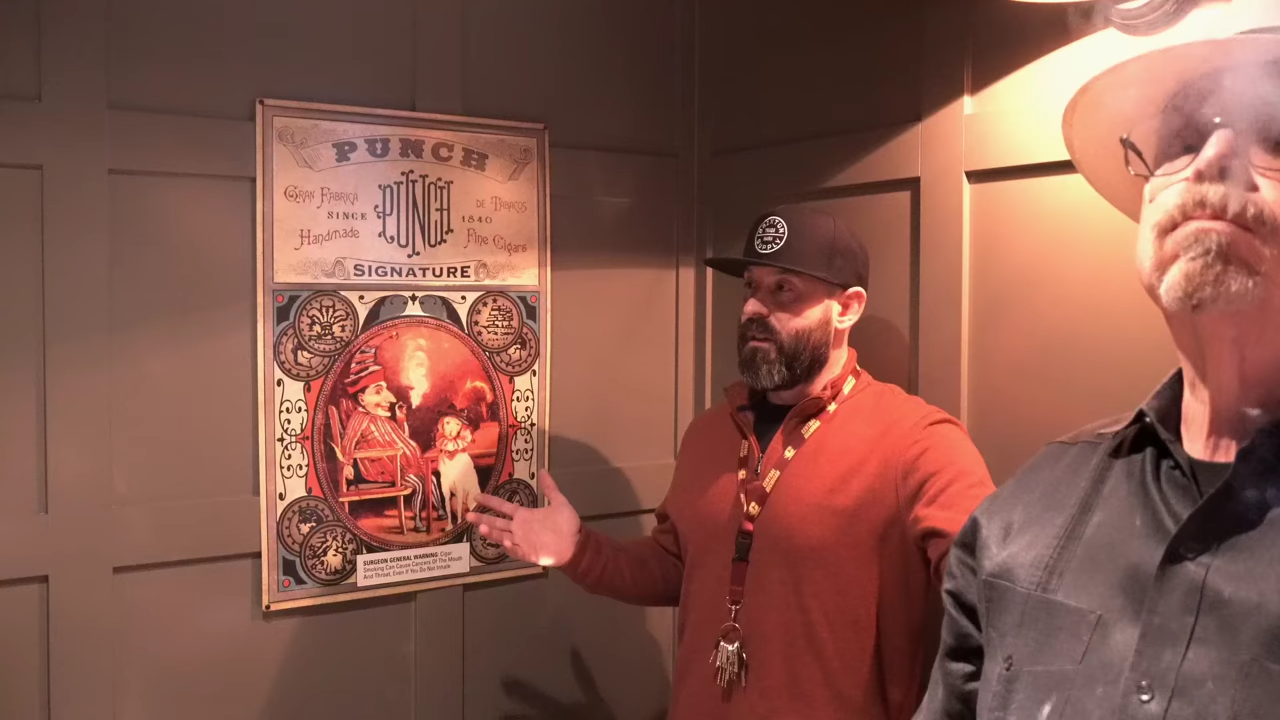 PUNCH
GRAN FABRICA
DE TABACOS
PUNCH
SINCE
1840
Handmade
Fine Cigars
SIGNATURE
SURGEON GENERAL WARNING: Cigar
Smoking Can Cause Cancers Of The Mouth
And Throat, Even If You Do Not Inhale.
SUPPLY